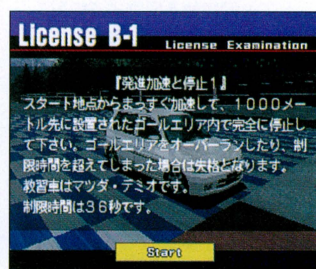 License B-1
License Examination
『発進加速と停止1』
スタート地点からまっすぐ加速して、1000メー
トル先に設置されたゴールエリア内で完全に停止し
て下さい。ゴールエリアをオーバーランしたり、制
限時間を超えてしまった場合は失格となります。
教習車はマツダ・デミオです。
制限時間は36秒です。
Start